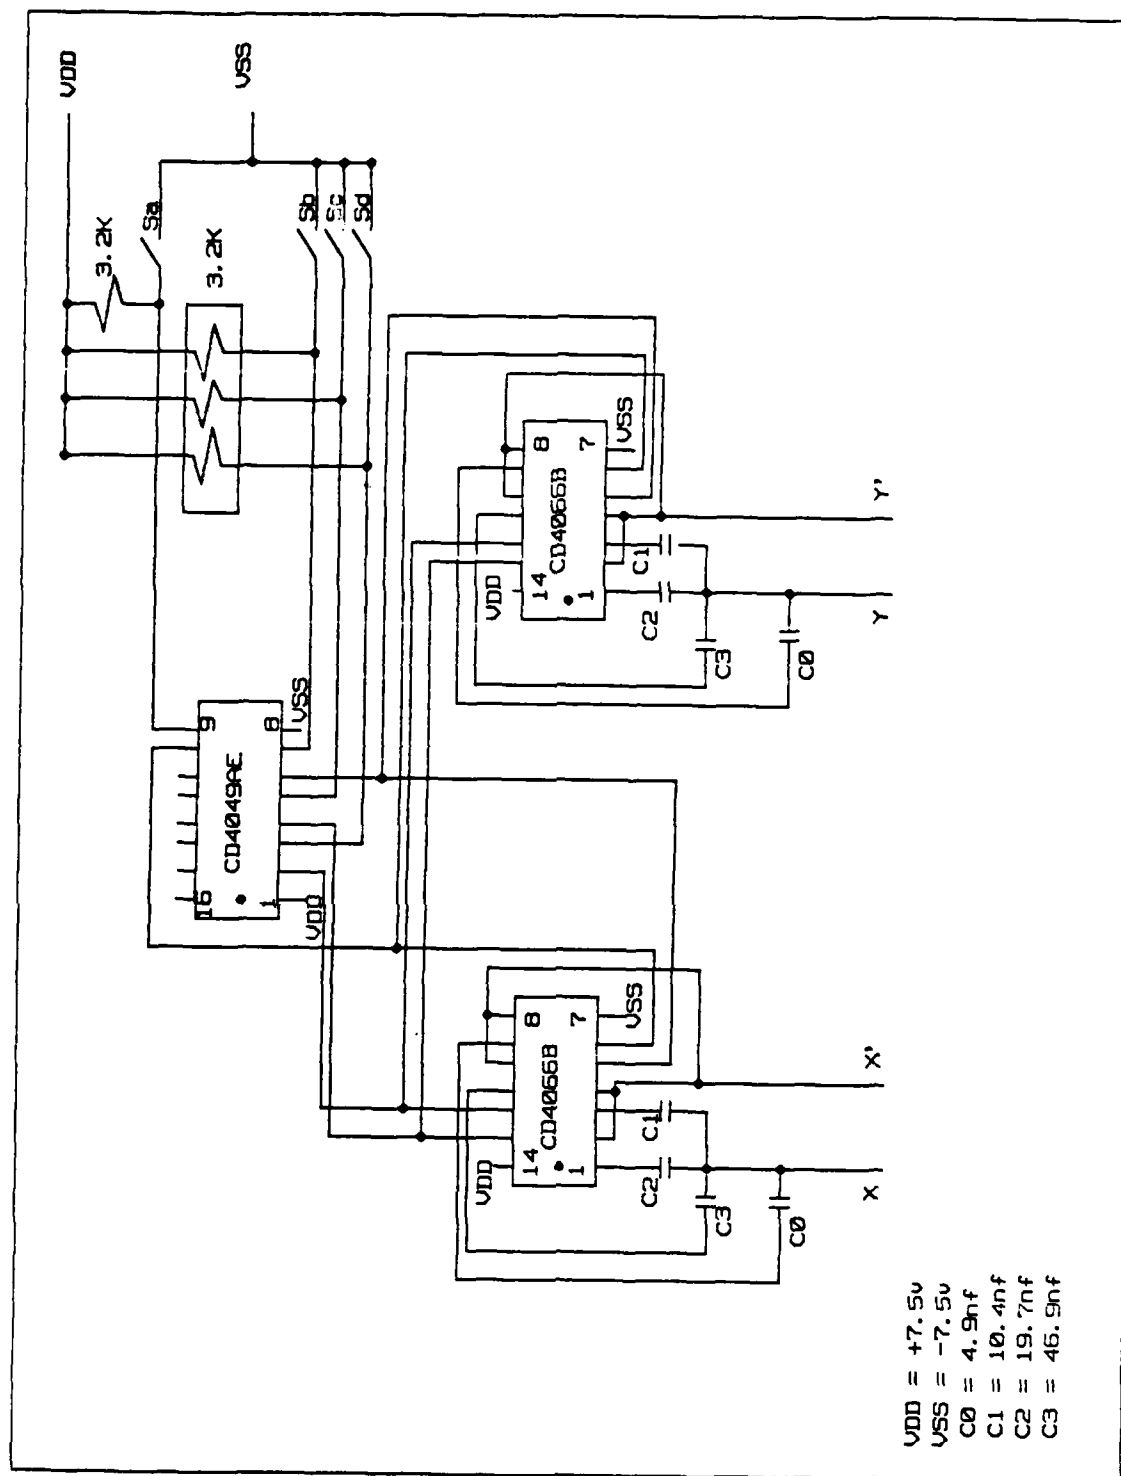 VDD
VSS
3.2K
Sa
3.2K
Sb
Sc
Sd
16
9
CD4049AE
1
8
VDD
VSS
VDD
14
8
CD4066B
1
7
VSS
C2
C1
C3
C0
X
X'
VDD
14
8
CD4066B
1
7
VSS
C2
C1
C3
C0
Y
Y'
VDD = +7.5v
VSS = -7.5v
C0 = 4.9nf
C1 = 10.4nf
C2 = 19.7nf
C3 = 46.9nf